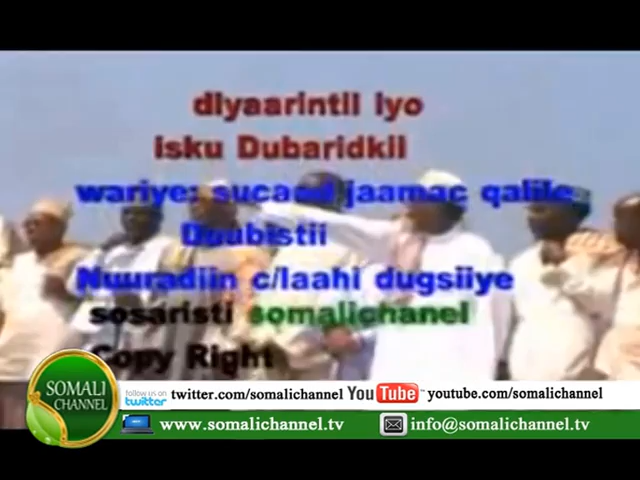 diyaarintii iyo
isku Dubaridkii
wariye: sucaad jaamac qalile
Duubistii
Nuuradiin c/laahi dugsiiye
sosaristi somalichanel
Copy Right
SOMALI
CHANNEL
follow us on
twitter
twitter.com/somalichannel
YouTube
youtube.com/somalichannel
www.somalichannel.tv
info@somalichannel.tv